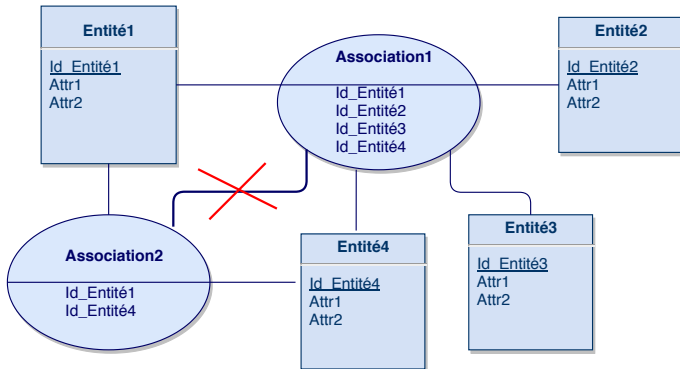 Entité1
Id_Entité1
Attr1
Attr2
Association1
Id_Entité1
Id_Entité2
Id_Entité3
Id_Entité4
Entité2
Id_Entité2
Attr1
Attr2
Association2
Id_Entité1
Id_Entité4
Entité4
Id_Entité4
Attr1
Attr2
Entité3
Id_Entité3
Attr1
Attr2